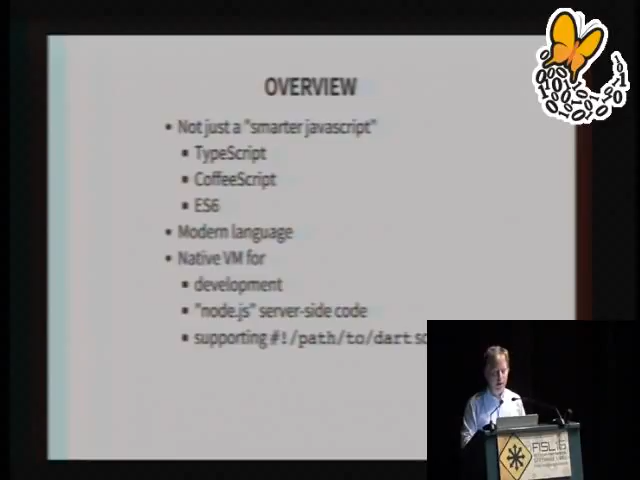 OVERVIEW
• Not just a "smarter javascript"
▪ TypeScript
▪ CoffeeScript
▪ ES6
• Modern language
• Native VM for
▪ development
▪ "node.js" server-side code
▪ supporting #!/path/to/dart
FISL16